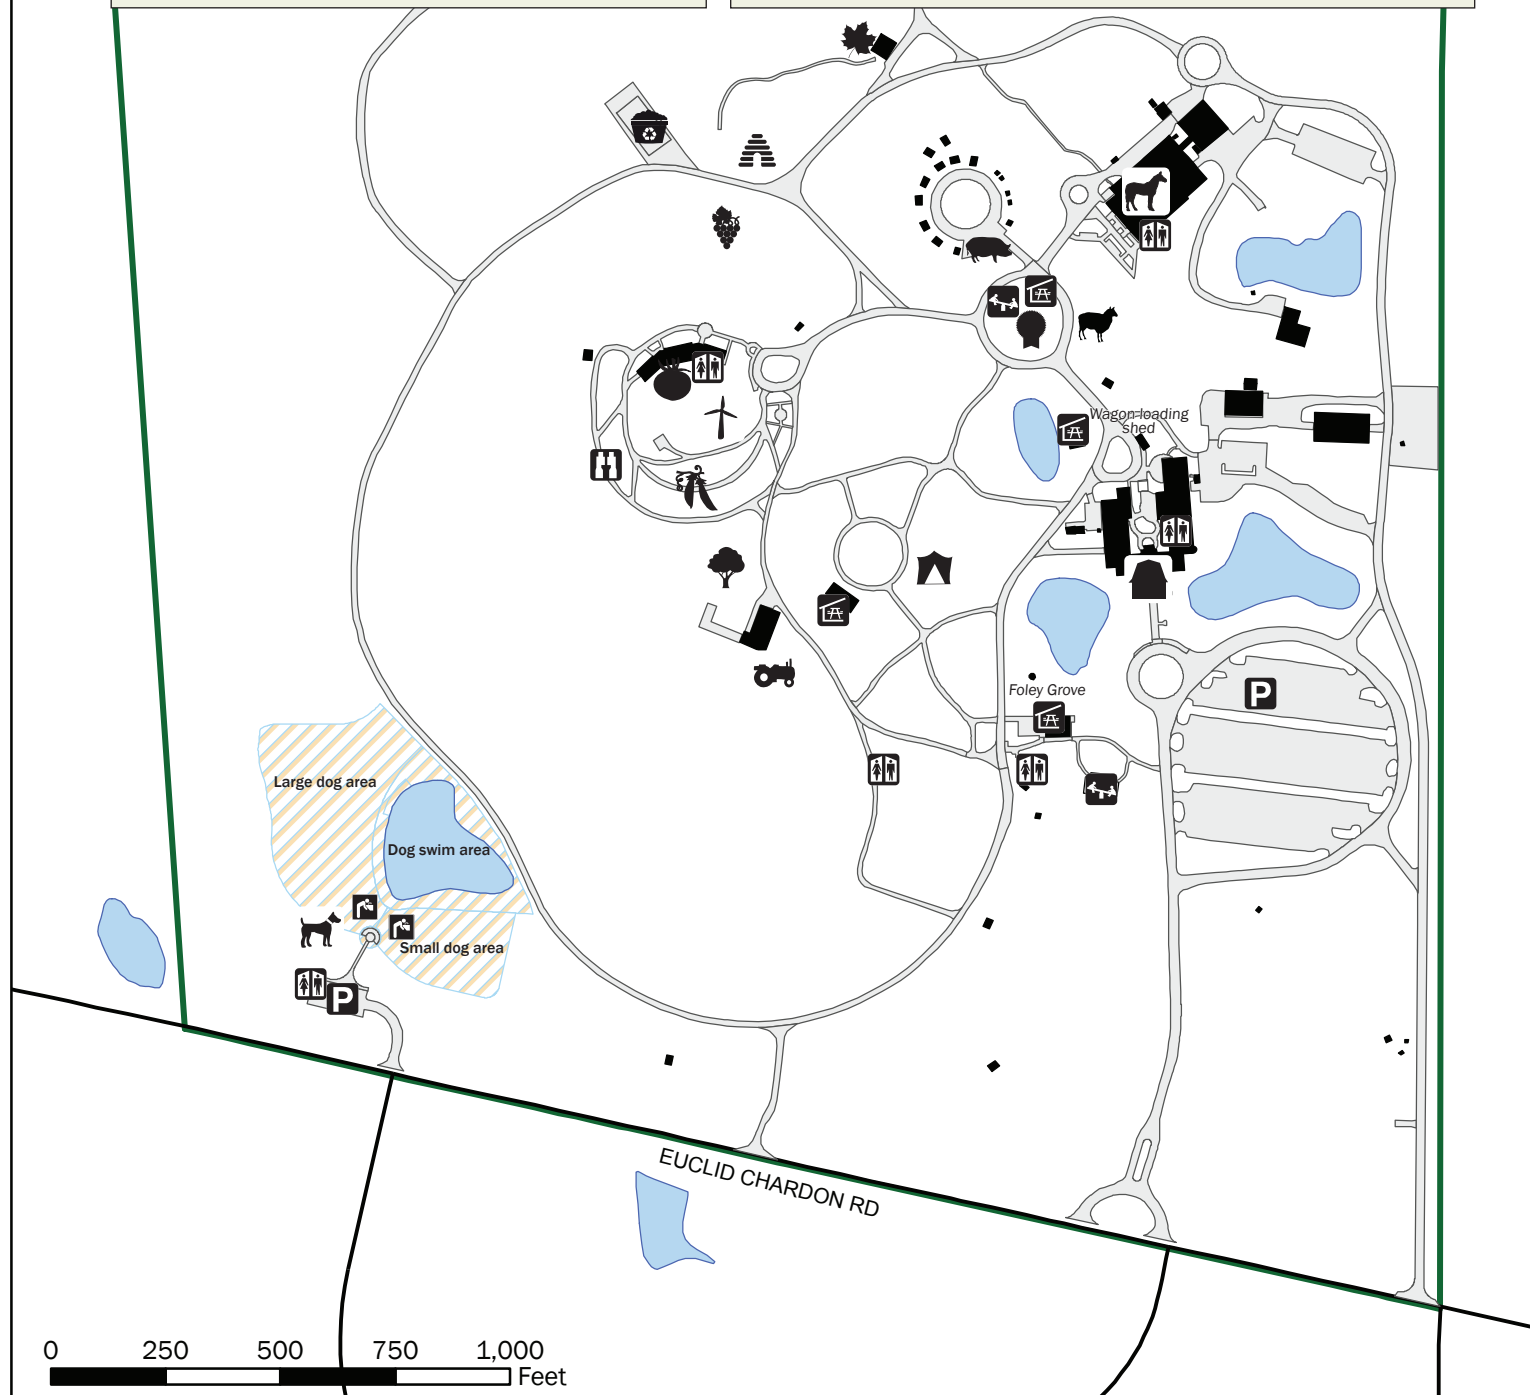 Wagon loading
shed
P
Foley Grove
Large dog area
Dog swim area
Small dog area
P
EUCLID CHARDON RD
0 250 500 750 1,000
Feet